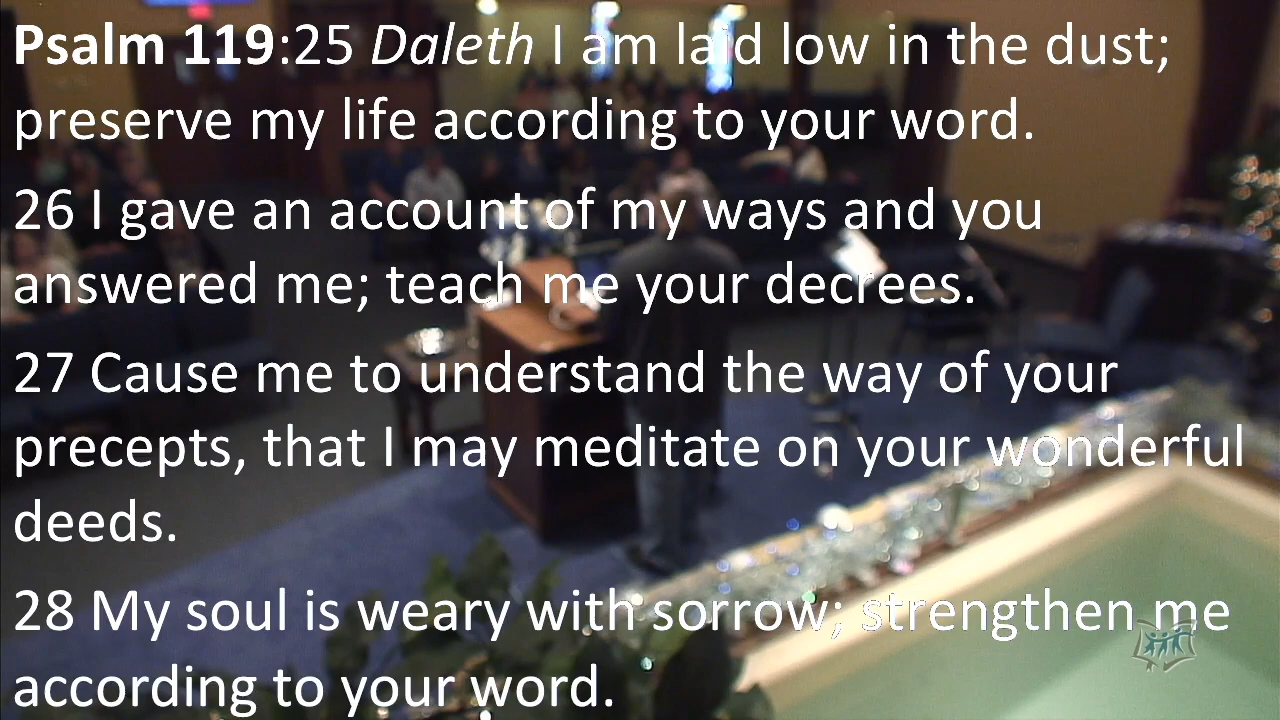 Psalm 119:25 Daleth I am laid low in the dust;
preserve my life according to your word.
26 I gave an account of my ways and you
answered me; teach me your decrees.
27 Cause me to understand the way of your
precepts, that I may meditate on your wonderful
deeds.
28 My soul is weary with sorrow; strengthen me
according to your word.